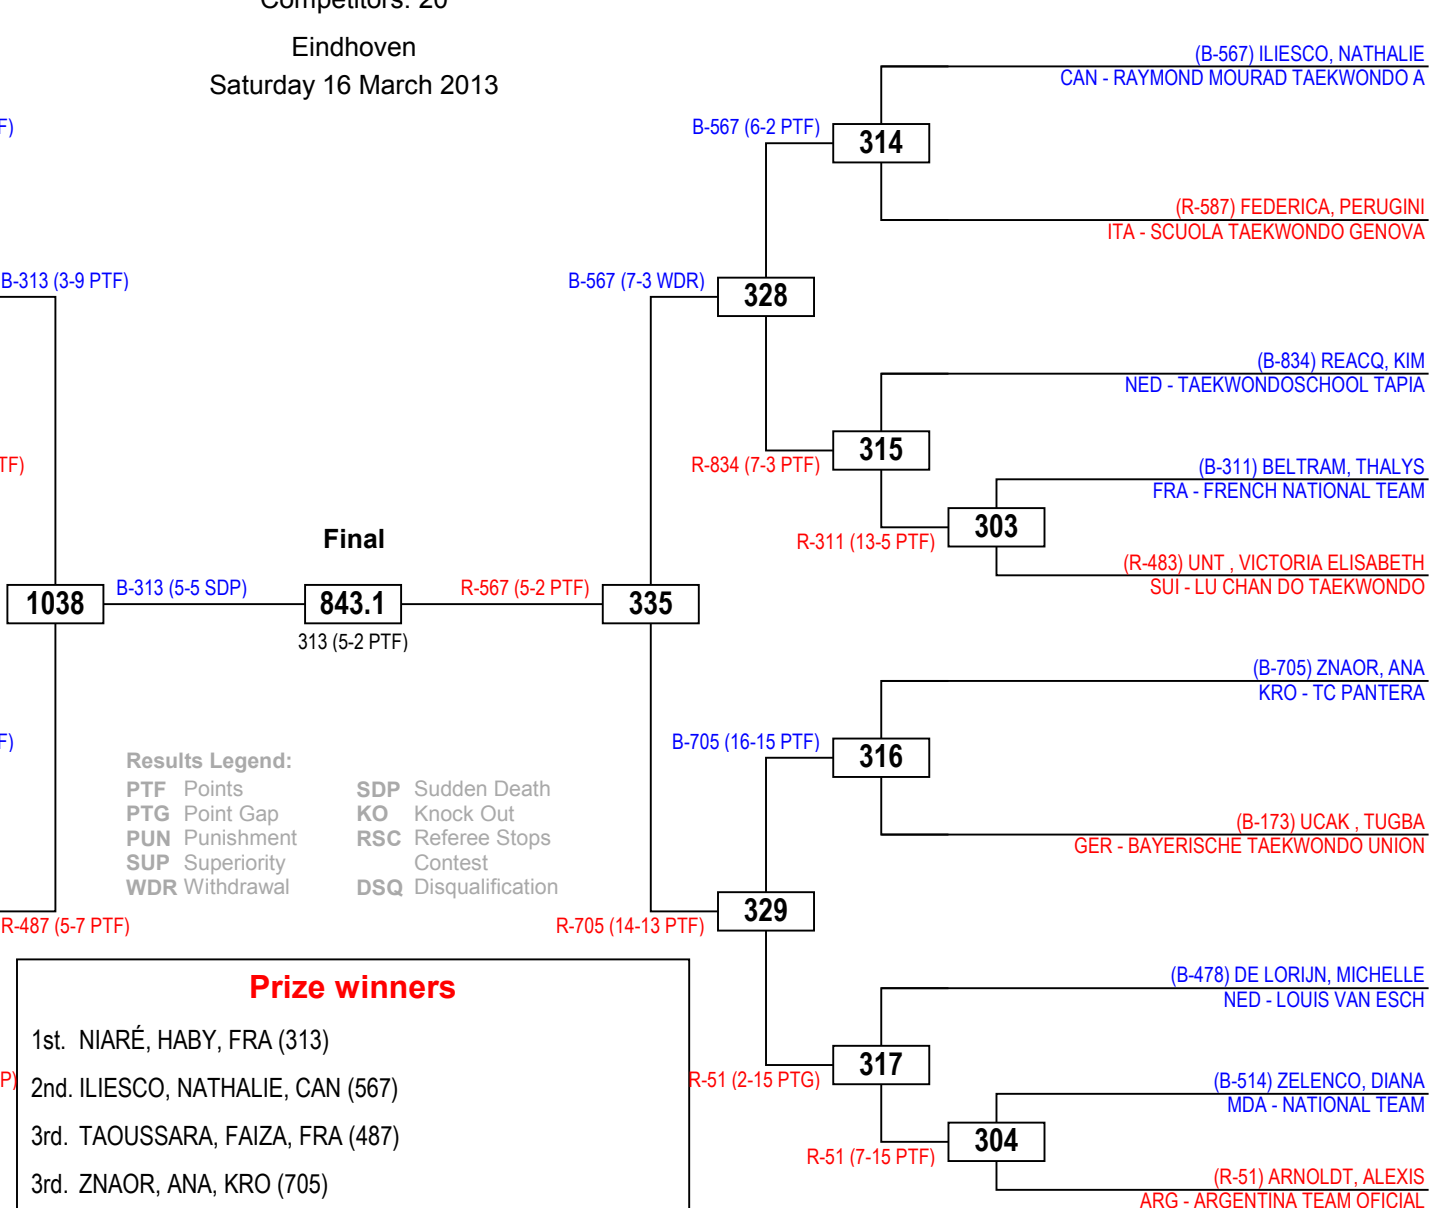 Competitors: 20
Eindhoven
Saturday 16 March 2013
(B-567) ILIESCO, NATHALIE
CAN - RAYMOND MOURAD TAEKWONDO A
F)
B-567 (6-2 PTF)
314
(R-587) FEDERICA, PERUGINI
ITA - SCUOLA TAEKWONDO GENOVA
B-313 (3-9 PTF)
B-567 (7-3 WDR)
328
(B-834) REACQ, KIM
NED - TAEKWONDOSCHOOL TAPIA
TF)
R-834 (7-3 PTF)
315
(B-311) BELTRAM, THALYS
FRA - FRENCH NATIONAL TEAM
R-311 (13-5 PTF)
303
(R-483) UNT , VICTORIA ELISABETH
SUI - LU CHAN DO TAEKWONDO
Final
1038
B-313 (5-5 SDP)
843.1
R-567 (5-2 PTF)
335
313 (5-2 PTF)
(B-705) ZNAOR, ANA
KRO - TC PANTERA
F)
B-705 (16-15 PTF)
316
(B-173) UCAK , TUGBA
GER - BAYERISCHE TAEKWONDO UNION
Results Legend:
PTF Points SDP Sudden Death
PTG Point Gap KO Knock Out
PUN Punishment RSC Referee Stops
SUP Superiority Contest
WDR Withdrawal DSQ Disqualification
R-487 (5-7 PTF)
R-705 (14-13 PTF)
329
(B-478) DE LORIJN, MICHELLE
NED - LOUIS VAN ESCH
P)
R-51 (2-15 PTG)
317
(B-514) ZELENCO, DIANA
MDA - NATIONAL TEAM
R-51 (7-15 PTF)
304
(R-51) ARNOLDT, ALEXIS
ARG - ARGENTINA TEAM OFICIAL
Prize winners
1st. NIARÉ, HABY, FRA (313)
2nd. ILIESCO, NATHALIE, CAN (567)
3rd. TAOUSSARA, FAIZA, FRA (487)
3rd. ZNAOR, ANA, KRO (705)